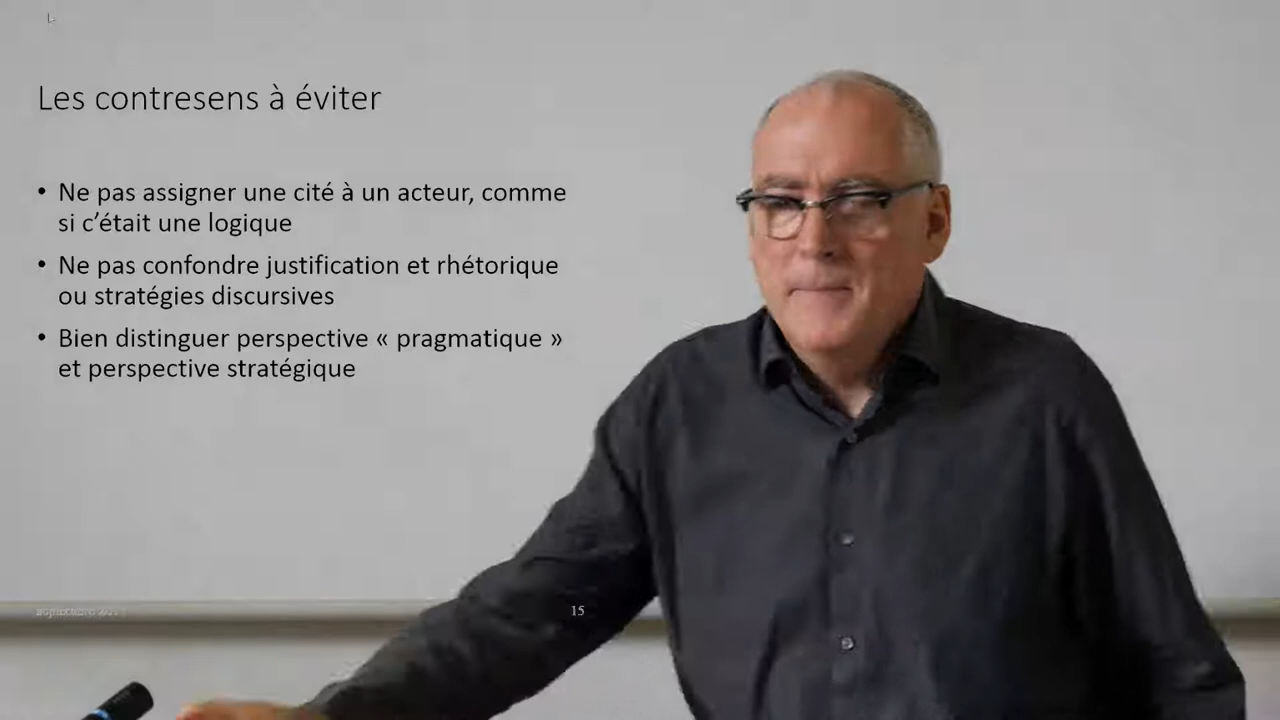 Les contresens à éviter
• Ne pas assigner une cité à un acteur, comme
si c’était une logique
• Ne pas confondre justification et rhétorique
ou stratégies discursives
• Bien distinguer perspective « pragmatique »
et perspective stratégique
15